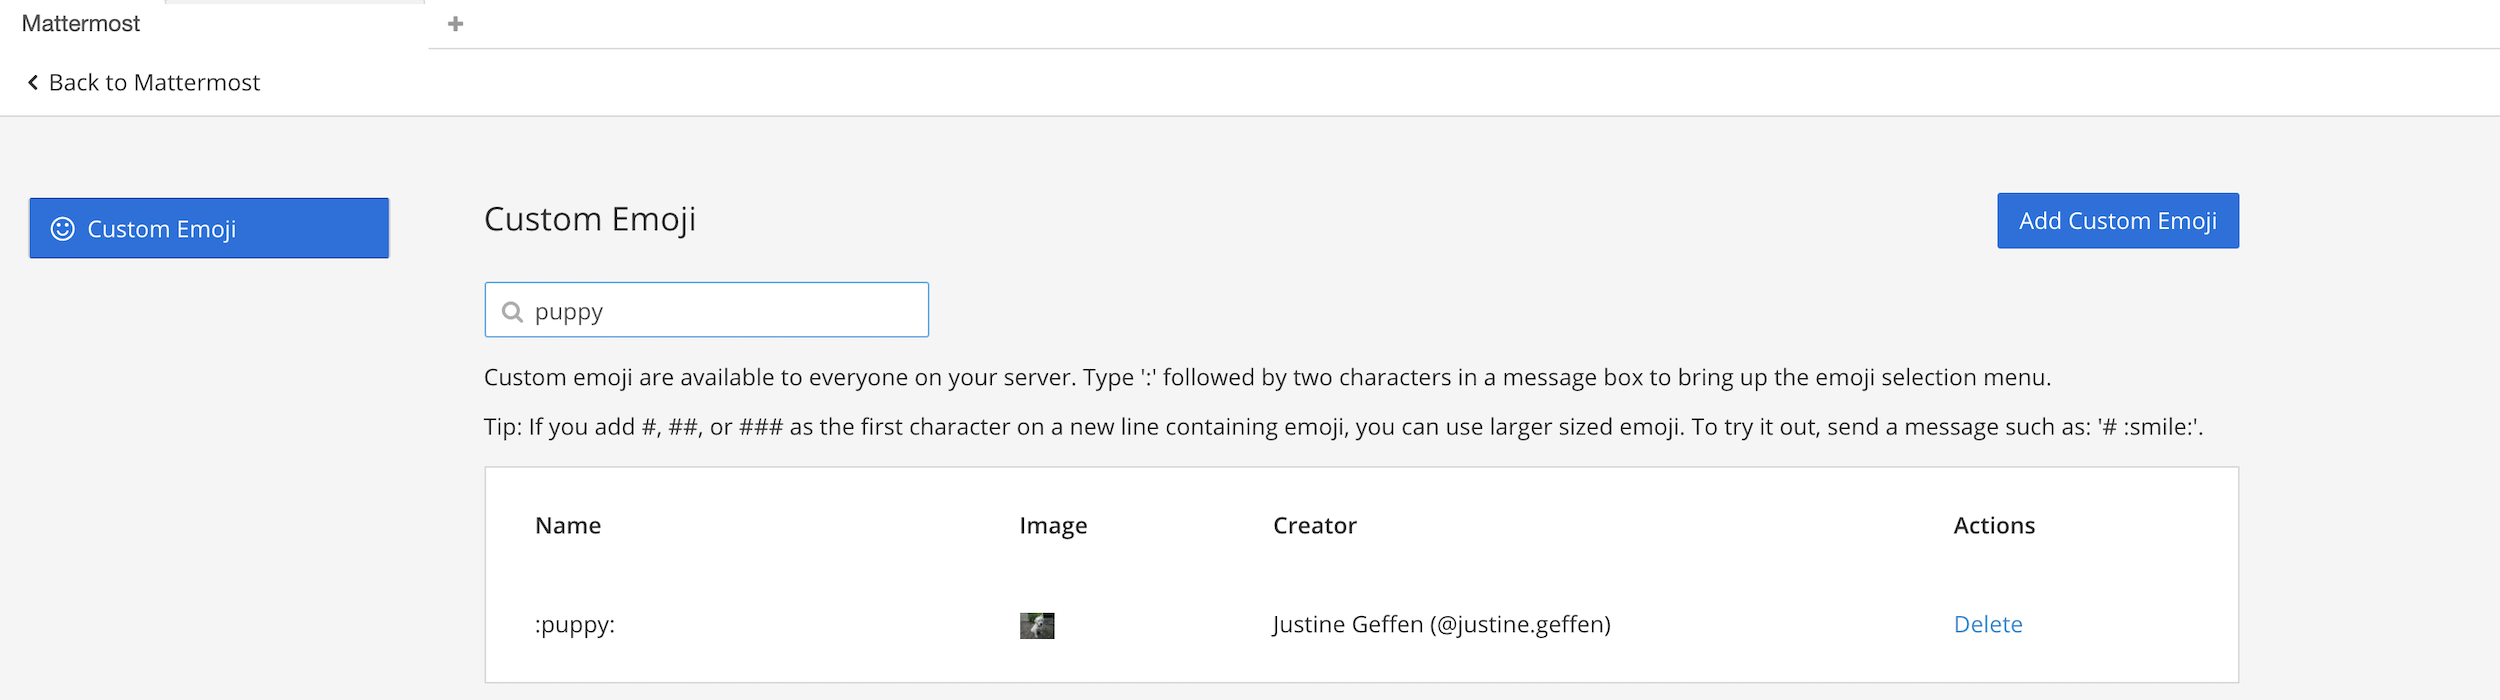 Mattermost
Back to Mattermost
Custom Emoji
Custom Emoji
Add Custom Emoji
puppy
Custom emoji are available to everyone on your server. Type ':' followed by two characters in a message box to bring up the emoji selection menu.
Tip: If you add #, ##, or ### as the first character on a new line containing emoji, you can use larger sized emoji. To try it out, send a message such as: '# :smile:'.
Name Image Creator Actions
:puppy: Justine Geffen (@justine.geffen) Delete